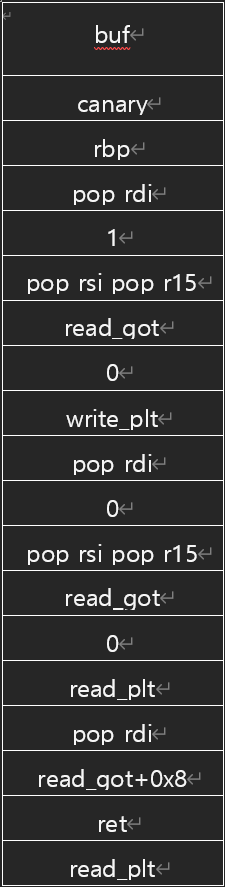 buf
canary
rbp
pop rdi
1
pop rsi pop r15
read_got
0
write_plt
pop rdi
0
pop rsi pop r15
read_got
0
read_plt
pop rdi
read_got+0x8
ret
read_plt